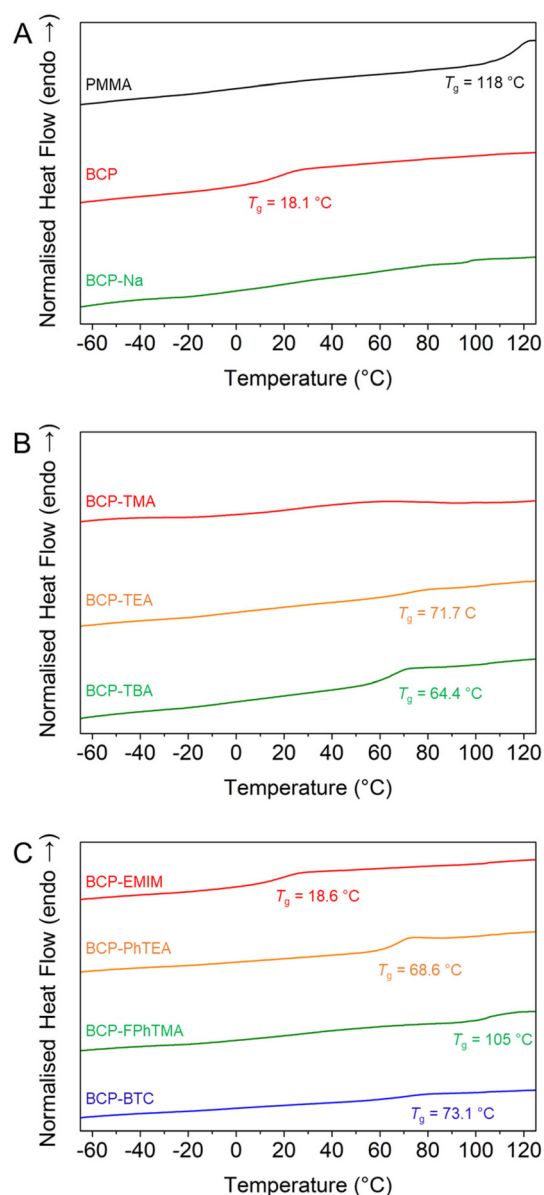 A
Normalised Heat Flow (endo →)
PMMA
Tg = 118 °C
BCP
Tg = 18.1 °C
BCP-Na
-60 -40 -20 0 20 40 60 80 100 120
Temperature (°C)
B
Normalised Heat Flow (endo →)
BCP-TMA
BCP-TEA
Tg = 71.7 C
BCP-TBA
Tg = 64.4 °C
-60 -40 -20 0 20 40 60 80 100 120
Temperature (°C)
C
Normalised Heat Flow (endo →)
BCP-EMIM
Tg = 18.6 °C
BCP-PhTEA
Tg = 68.6 °C
BCP-FPhTMA
Tg = 105 °C
BCP-BTC
Tg = 73.1 °C
-60 -40 -20 0 20 40 60 80 100 120
Temperature (°C)